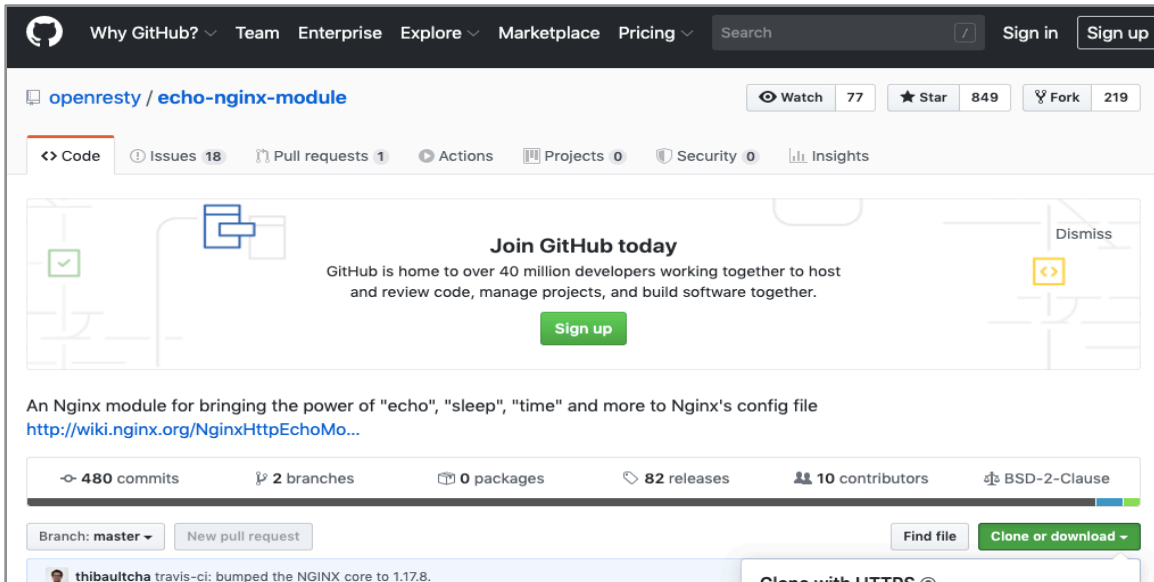 Why GitHub? Team Enterprise Explore Marketplace Pricing Search / Sign in Sign up
openresty / echo-nginx-module Watch 77 Star 849 Fork 219
<> Code Issues 18 Pull requests 1 Actions Projects 0 Security 0 Insights
Join GitHub today
Dismiss
GitHub is home to over 40 million developers working together to host
and review code, manage projects, and build software together.
Sign up
An Nginx module for bringing the power of "echo", "sleep", "time" and more to Nginx's config file
http://wiki.nginx.org/NginxHttpEchoMo...
480 commits 2 branches 0 packages 82 releases 10 contributors BSD-2-Clause
Branch: master New pull request Find file Clone or download
thibaultcha travis-ci: bumped the NGINX core to 1.17.8.
Clone with HTTPS